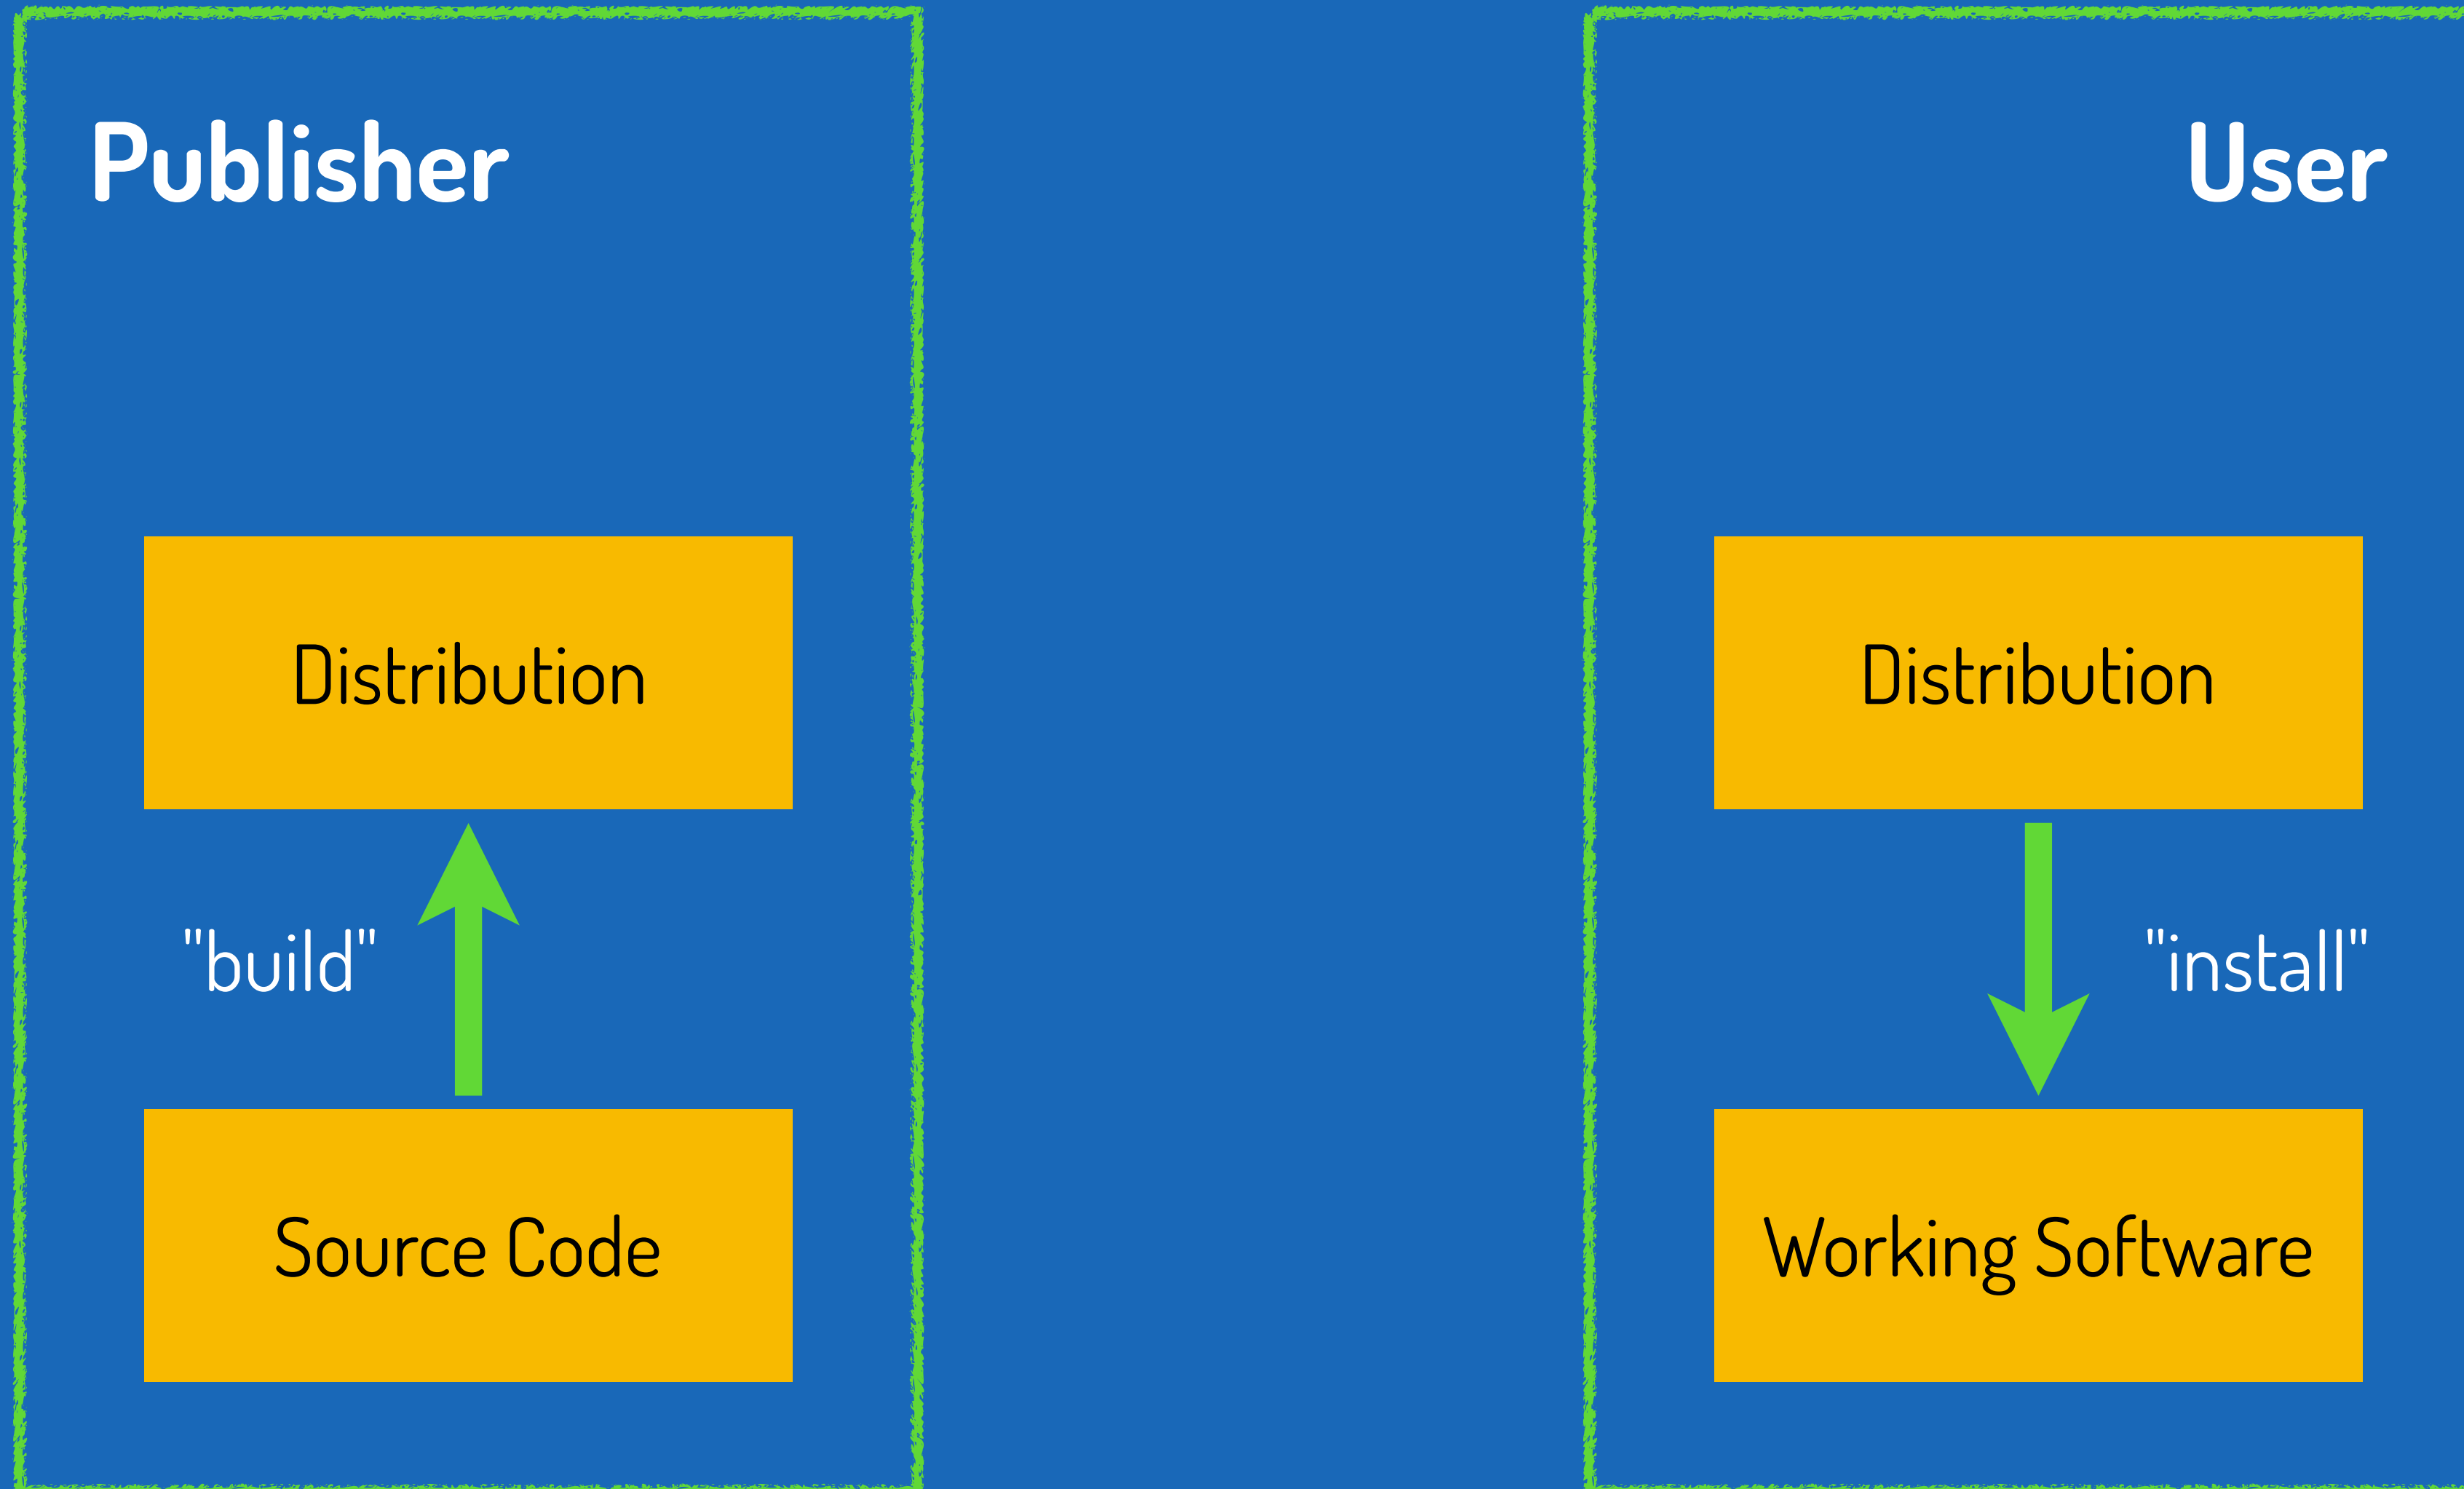 Publisher
User
Distribution
Distribution
"build"
"install"
Source Code
Working Software